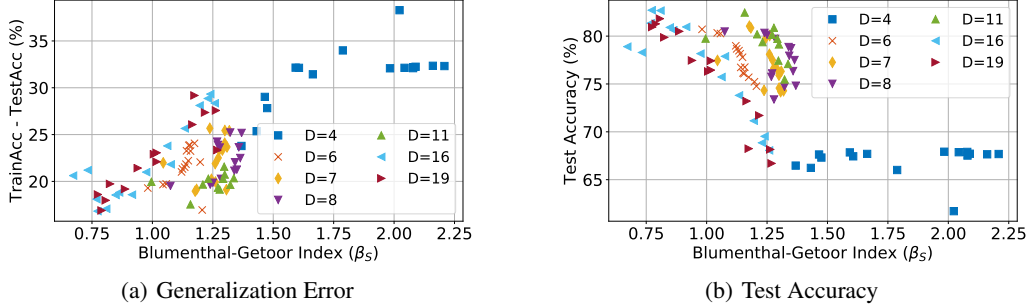 TrainAcc - TestAcc (%)
35
30
25
20
0.75 1.00 1.25 1.50 1.75 2.00 2.25
Blumenthal-Getoor Index (βS)
D=4 D=11
D=6 D=16
D=7 D=19
D=8
(a) Generalization Error
Test Accuracy (%)
80
75
70
65
0.75 1.00 1.25 1.50 1.75 2.00 2.25
Blumenthal-Getoor Index (βS)
D=4 D=11
D=6 D=16
D=7 D=19
D=8
(b) Test Accuracy